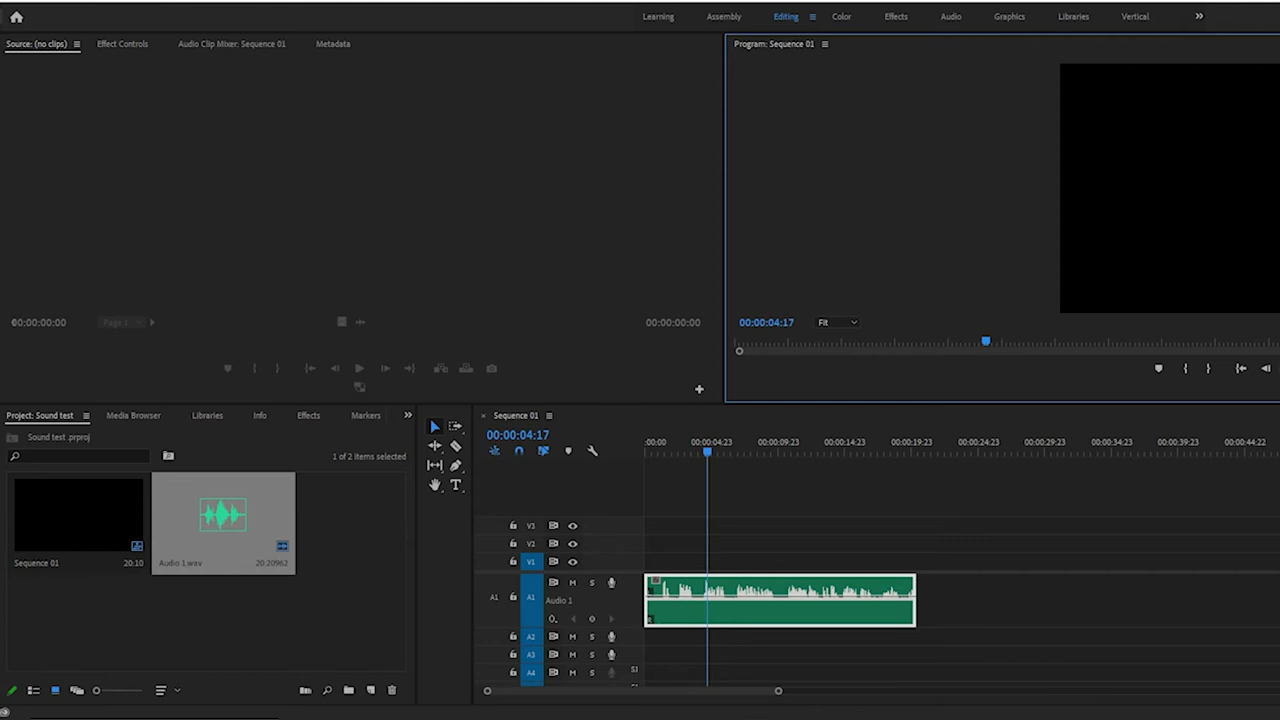 Learning Assembly Editing Color Effects Audio Graphics Libraries Vertical
Source: (no clips) Effect Controls Audio Clip Mixer: Sequence 01 Metadata
Program: Sequence 01
00:00:00:00 Page 1 00:00:00:00
00:00:04:17 Fit
Project: Sound test Media Browser Libraries Info Effects Markers
Sound test .prproj
1 of 2 items selected
Sequence 01 20:10
Audio 1.wav 20:20962
Sequence 01
00:00:04:17
:00:00 00:00:04:23 00:00:09:23 00:00:14:23 00:00:19:23 00:00:24:23 00:00:29:23 00:00:34:23 00:00:39:23 00:00:44:22
V3
V2
V1
A1 A1 M S
Audio 1
A2 M S
A3 M S
A4 M S